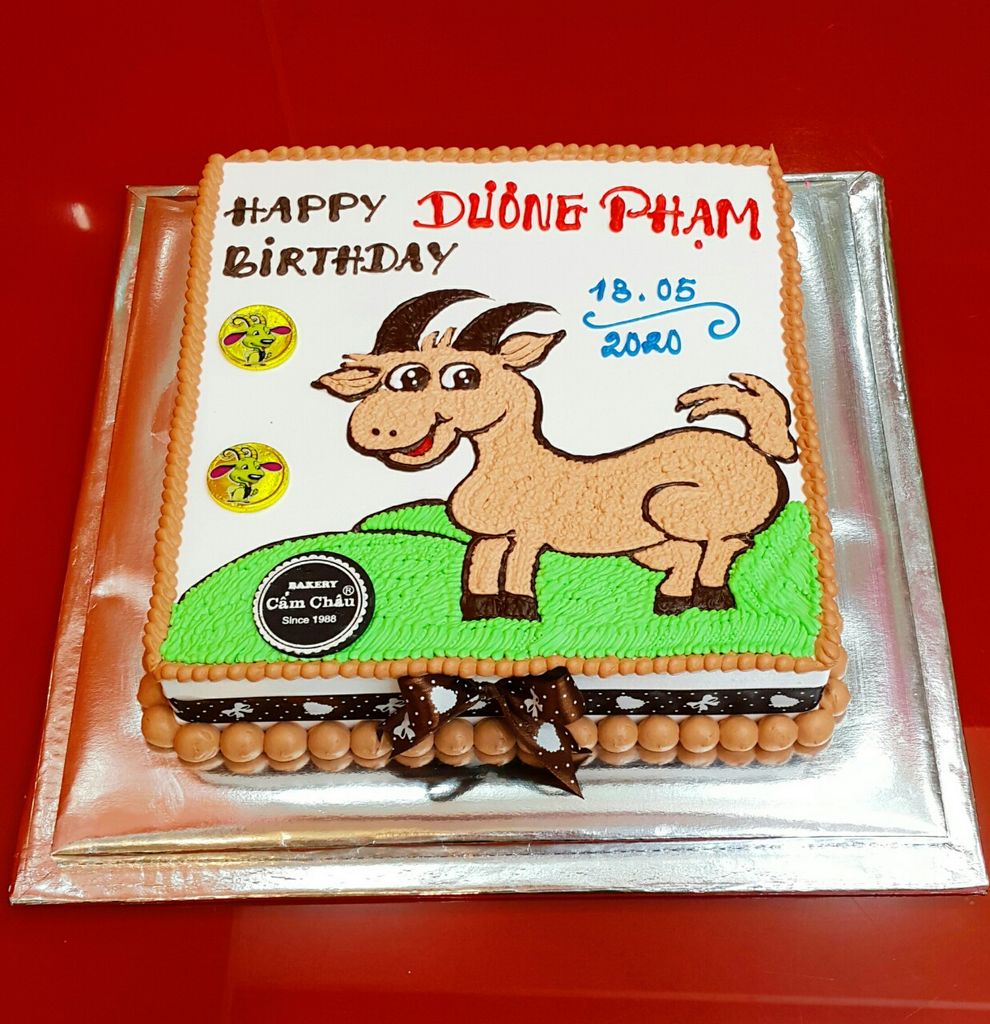 HAPPY DƯƠNG PHẠM
BiRTHDAY
18.05
2020
BAKERY
Cẩm Châu ®
Since 1988